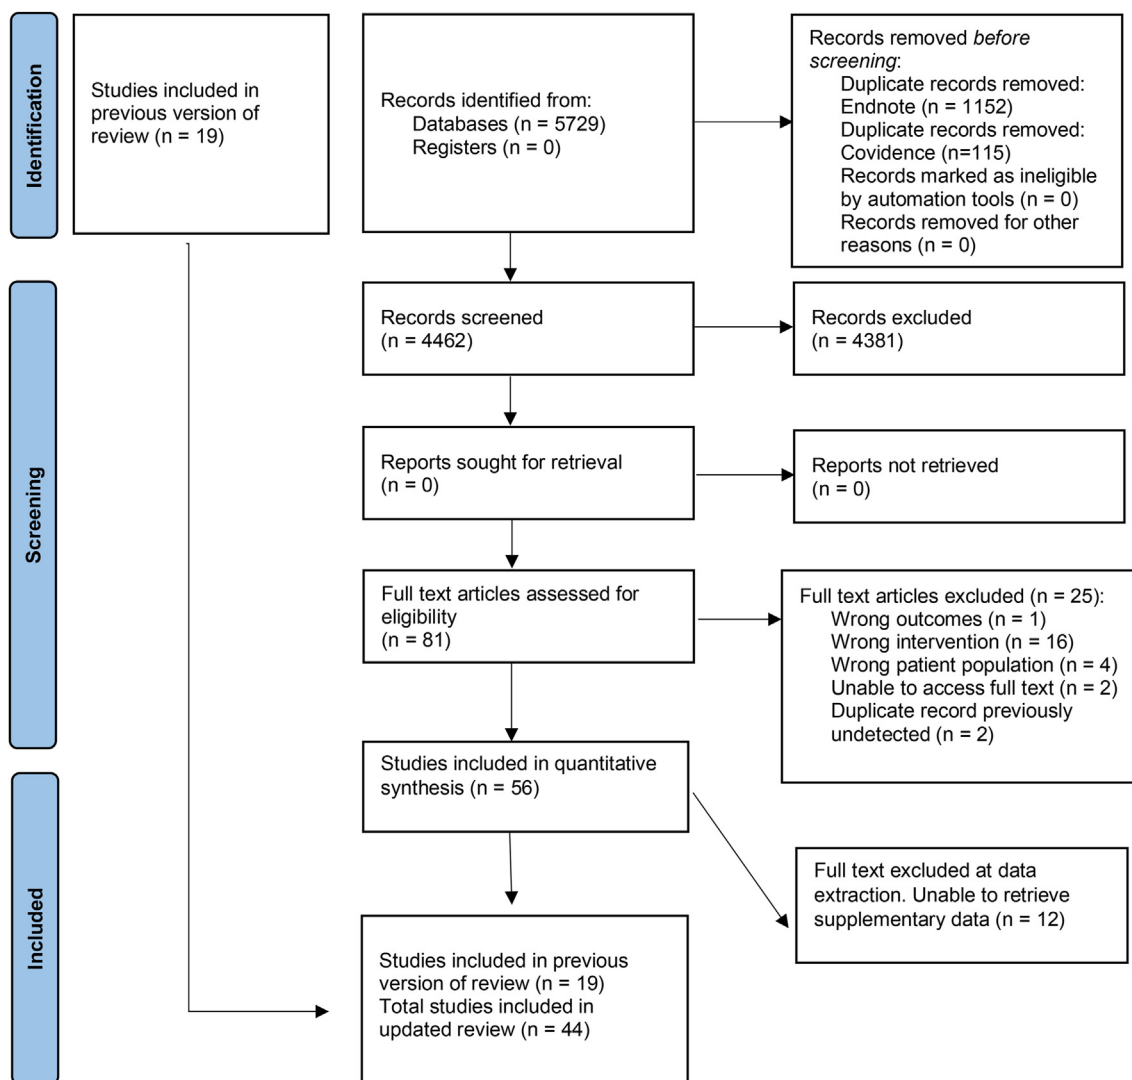 Identification
Studies included in
previous version of
review (n = 19)
Records identified from:
Databases (n = 5729)
Registers (n = 0)
Records removed before
screening:
Duplicate records removed:
Endnote (n = 1152)
Duplicate records removed:
Covidence (n=115)
Records marked as ineligible
by automation tools (n = 0)
Records removed for other
reasons (n = 0)
Screening
Records screened
(n = 4462)
Records excluded
(n = 4381)
Reports sought for retrieval
(n = 0)
Reports not retrieved
(n = 0)
Full text articles assessed for
eligibility
(n = 81)
Full text articles excluded (n = 25):
Wrong outcomes (n = 1)
Wrong intervention (n = 16)
Wrong patient population (n = 4)
Unable to access full text (n = 2)
Duplicate record previously
undetected (n = 2)
Included
Studies included in quantitative
synthesis (n = 56)
Full text excluded at data
extraction. Unable to retrieve
supplementary data (n = 12)
Studies included in previous
version of review (n = 19)
Total studies included in
updated review (n = 44)